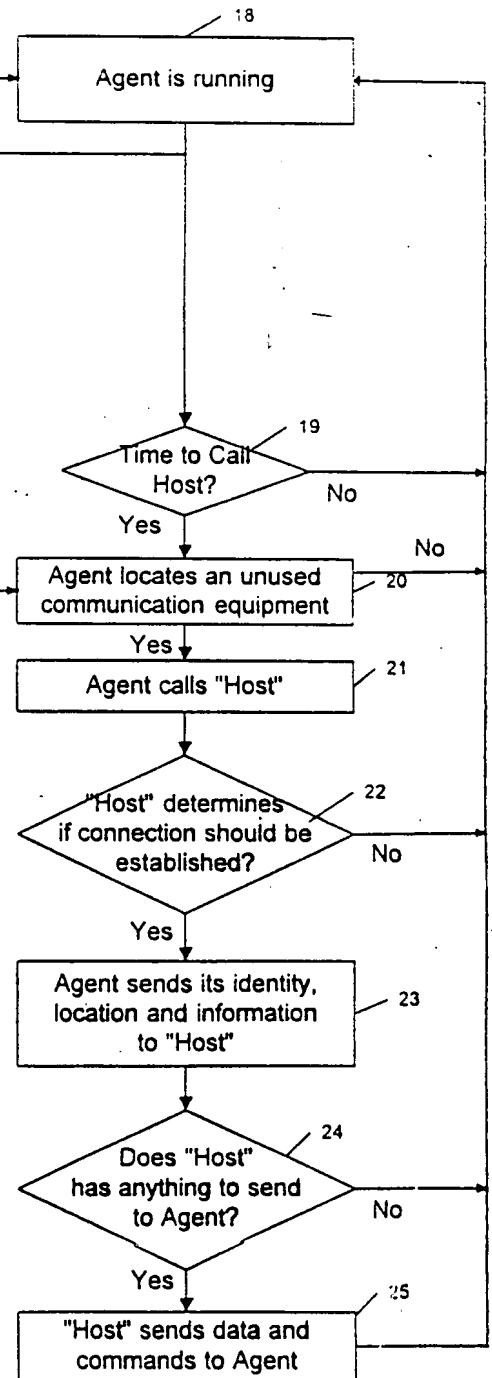 18
Agent is running
19
Time to Call
Host?
No
Yes
No
Agent locates an unused
communication equipment
20
Yes
21
Agent calls "Host"
"Host" determines
if connection should be
established?
22
No
Yes
Agent sends its identity,
location and information
to "Host"
23
24
Does "Host"
has anything to send
to Agent?
No
Yes
25
"Host" sends data and
commands to Agent